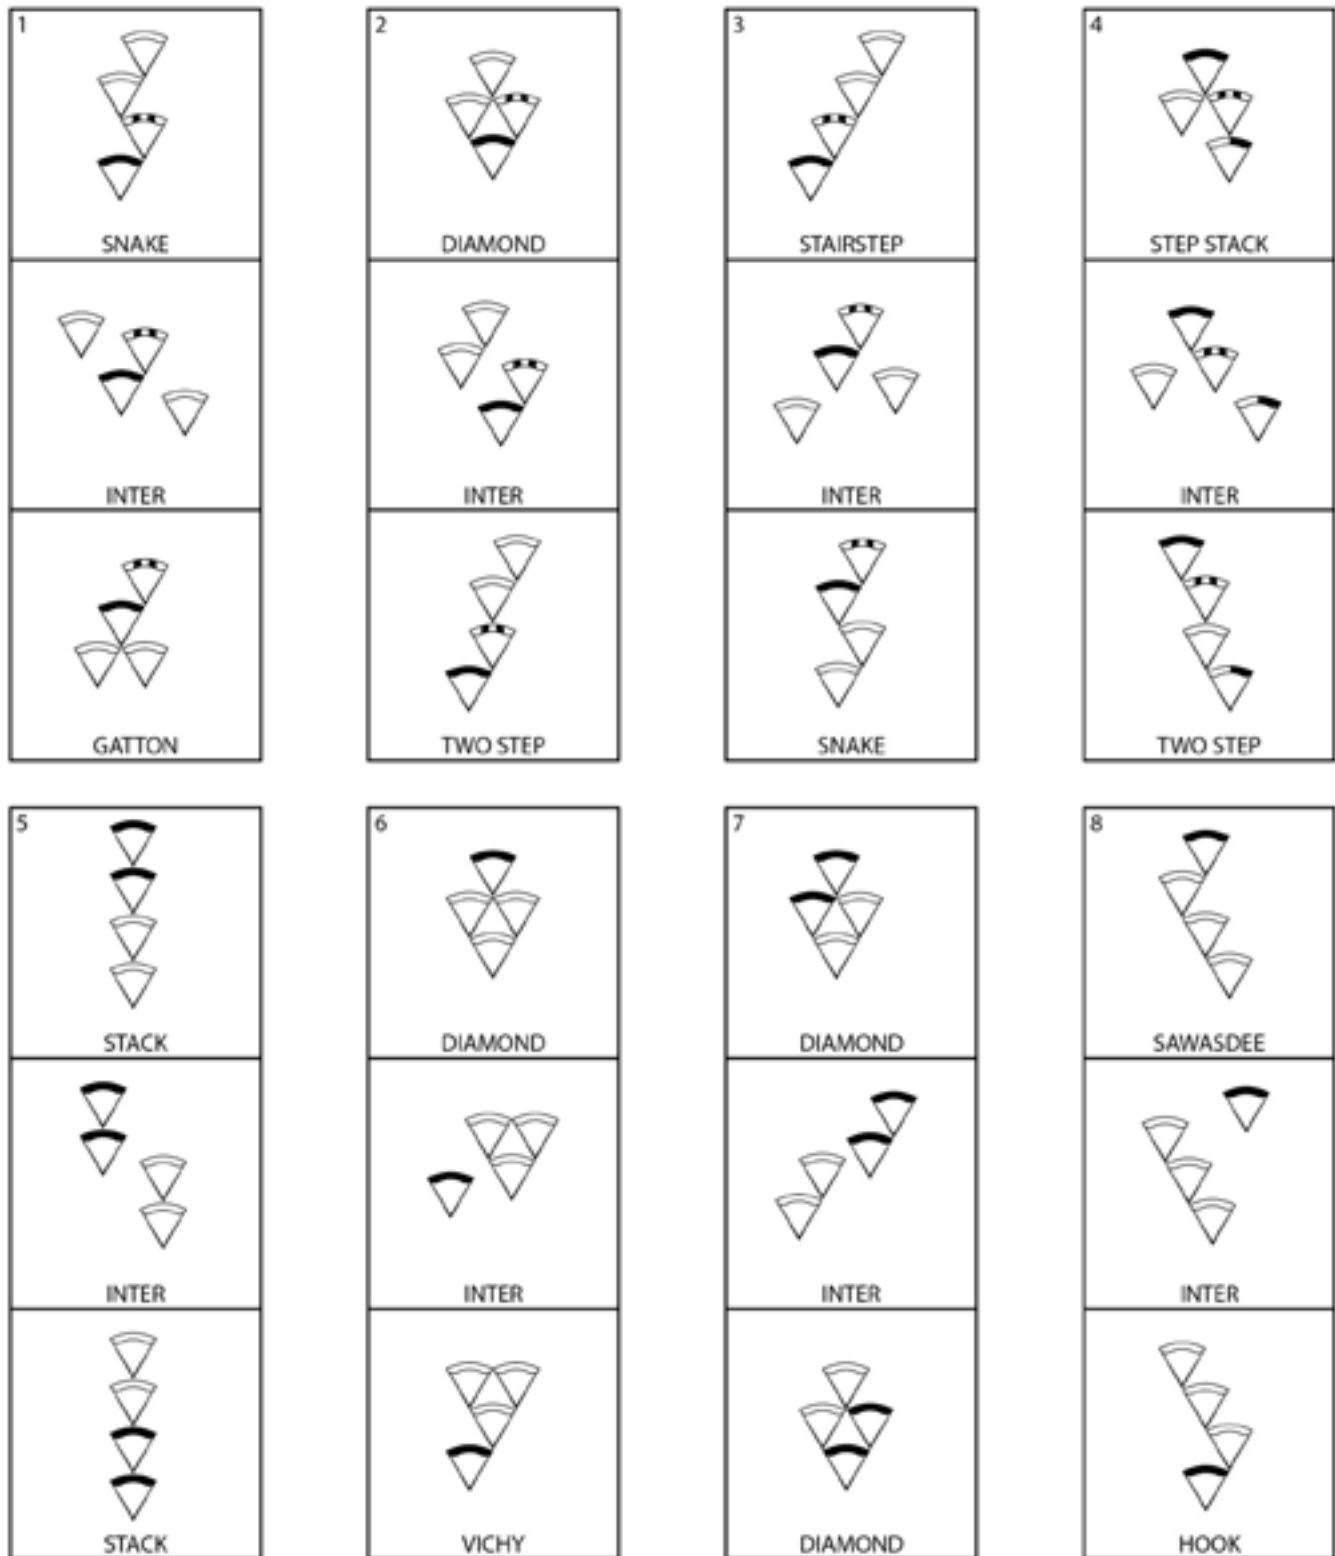 1 2 3 4
SNAKE DIAMOND STAIRSTEP STEP STACK
INTER INTER INTER INTER
GATTON TWO STEP SNAKE TWO STEP
5 6 7 8
STACK DIAMOND DIAMOND SAWASDEE
INTER INTER INTER INTER
STACK VICHY DIAMOND HOOK